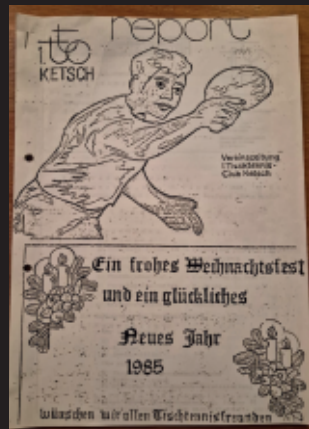 report
1. ttc
KETSCH
Vereinszeitung
1. Tischtennis-
Club Ketsch
Ein frohes Weihnachtsfest
und ein glückliches
Neues Jahr
1985
wünschen wir allen Tischtennisfreunden